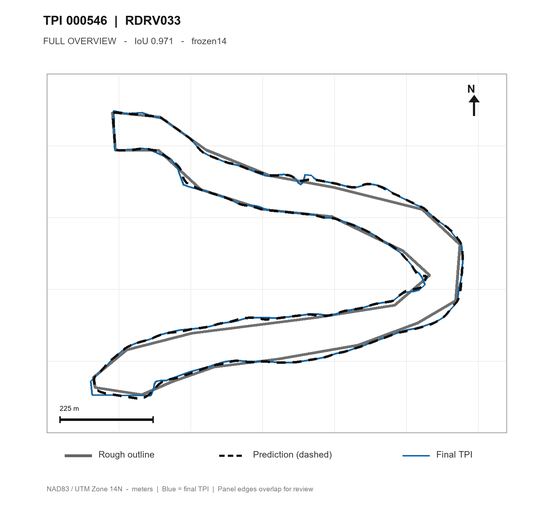 TPI 000546 | RDRV033
FULL OVERVIEW - IoU 0.971 - frozen14
N
225 m
Rough outline
Prediction (dashed)
Final TPI
NAD83 / UTM Zone 14N - meters | Blue = final TPI | Panel edges overlap for review